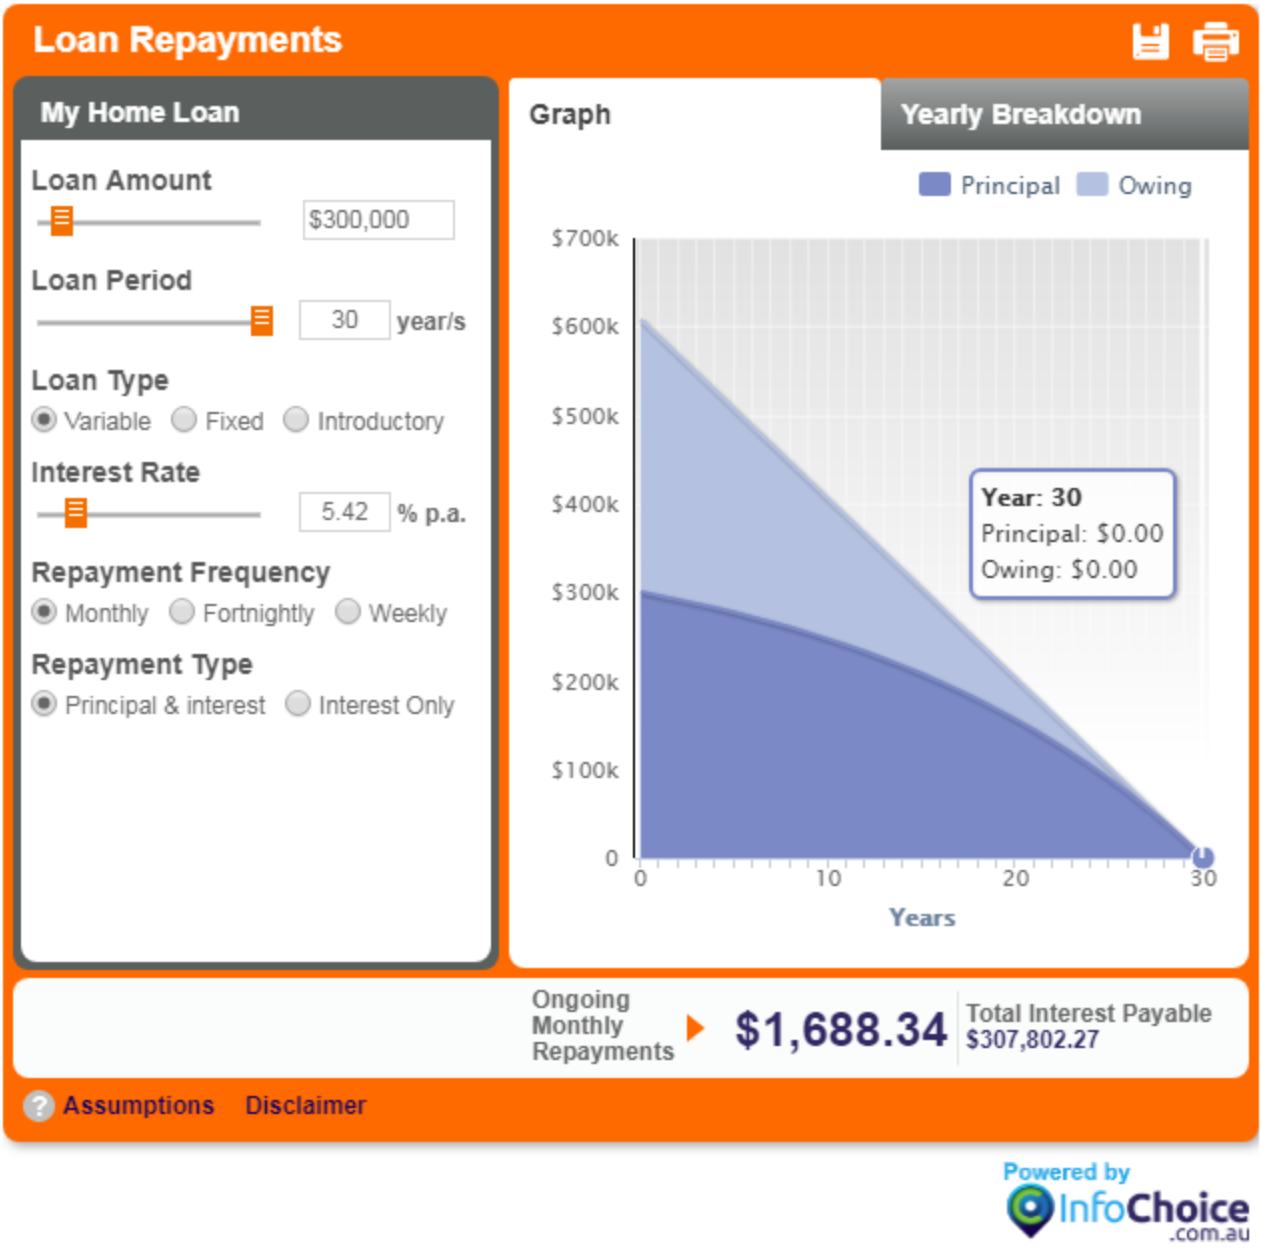 Loan Repayments
My Home Loan
Loan Amount
$300,000
Loan Period
30 year/s
Loan Type
Variable Fixed Introductory
Interest Rate
5.42 % p.a.
Repayment Frequency
Monthly Fortnightly Weekly
Repayment Type
Principal & interest Interest Only
Graph
Yearly Breakdown
Principal Owing
$700k
$600k
$500k
$400k
$300k
$200k
$100k
0
Year: 30
Principal: $0.00
Owing: $0.00
0 10 20 30
Years
Ongoing
Monthly
Repayments
$1,688.34
Total Interest Payable
$307,802.27
? Assumptions Disclaimer
Powered by
InfoChoice
.com.au